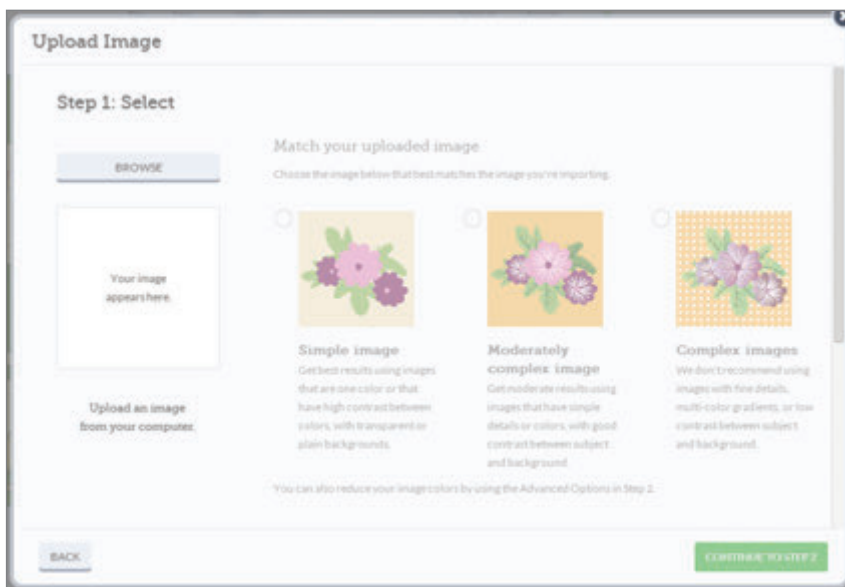 Upload Image
Step 1: Select
BROWSE
Your image
appears here.
Upload an image
from your computer.
Match your uploaded image
Choose the image below that best matches the image you're importing.
Simple image
Get best results using images
that are one color or that
have high contrast between
colors, with transparent or
plain backgrounds.
Moderately
complex image
Get moderate results using
images that have simple
details or colors, with good
contrast between subject
and background.
Complex images
We don't recommend using
images with fine details,
multi-color gradients, or low
contrast between subject
and background.
You can also reduce your image colors by using the Advanced Options in Step 2.
BACK
CONTINUE TO STEP 2